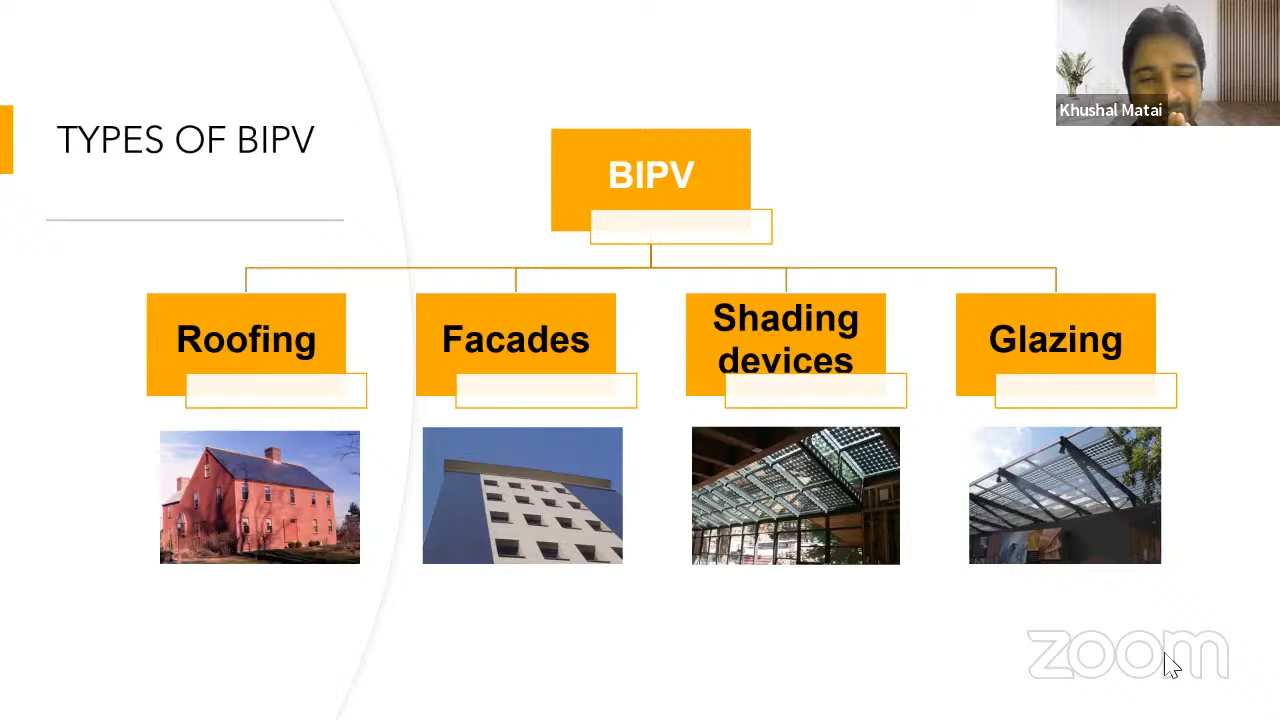 Khushal Matai
TYPES OF BIPV
BIPV
Roofing
Facades
Shading
devices
Glazing
zoom